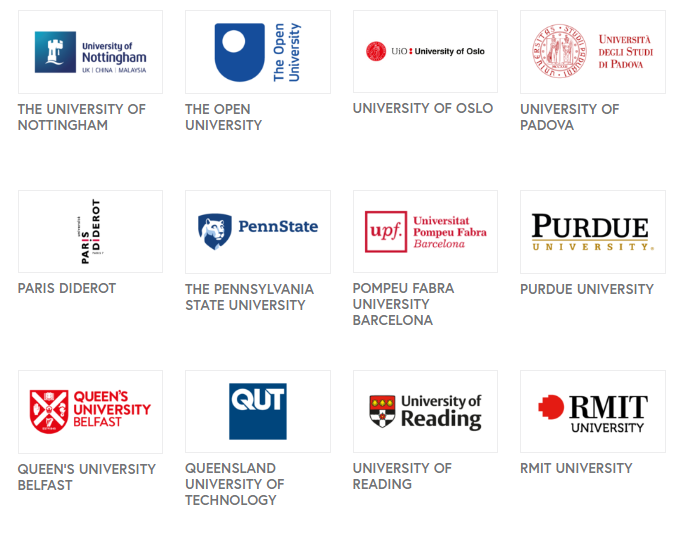 University of
Nottingham
UK | CHINA | MALAYSIA
THE UNIVERSITY OF
NOTTINGHAM
The Open
University
THE OPEN
UNIVERSITY
UiO University of Oslo
UNIVERSITY OF OSLO
UNIVERSITÀ
DEGLI STUDI
DI PADOVA
UNIVERSITY OF
PADOVA
université
PARIS
DIDEROT
PARIS DIDEROT
PennState
THE PENNSYLVANIA
STATE UNIVERSITY
upf.
Universitat
Pompeu Fabra
Barcelona
POMPEU FABRA
UNIVERSITY
BARCELONA
PURDUE
UNIVERSITY
PURDUE UNIVERSITY
QUEEN'S
UNIVERSITY
BELFAST
QUEEN'S UNIVERSITY
BELFAST
QUT
QUEENSLAND
UNIVERSITY OF
TECHNOLOGY
University of
Reading
UNIVERSITY OF
READING
RMIT
UNIVERSITY
RMIT UNIVERSITY